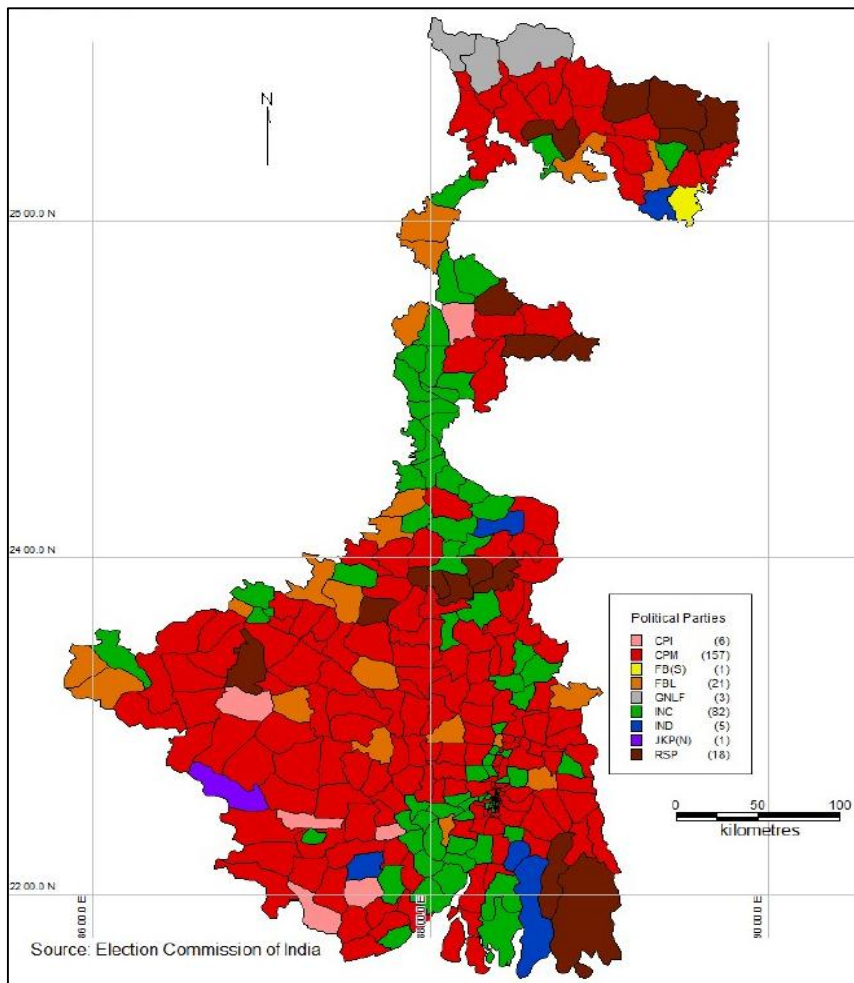 N
25 00.0 N
24 00.0 N
Political Parties
CPI (6)
CPM (157)
FB(S) (1)
FBL (21)
GNLF (3)
INC (82)
IND (5)
JKP(N) (1)
RSP (18)
0 50 100
kilometres
22 00.0 N
86 00.0 E
88 00.0 E
90 00.0 E
Source: Election Commission of India